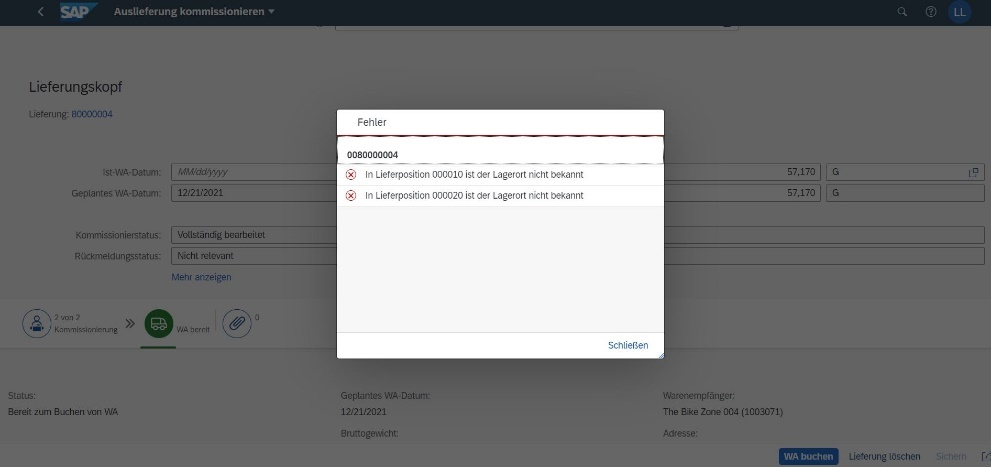 SAP Auslieferung kommissionieren
LL
Lieferungskopf
Lieferung: 80000004
Fehler
0080000004
Ist-WA-Datum: MM/dd/yyyy 57,170 G
In Lieferposition 000010 ist der Lagerort nicht bekannt
Geplantes WA-Datum: 12/21/2021 57,170 G
In Lieferposition 000020 ist der Lagerort nicht bekannt
Kommissionierstatus: Vollständig bearbeitet
Rückmeldungsstatus: Nicht relevant
Mehr anzeigen
2 von 2
Kommissionierung
WA bereit
0
Schließen
Status: Geplantes WA-Datum: Warenempfänger:
Bereit zum Buchen von WA 12/21/2021 The Bike Zone 004 (1003071)
Bruttogewicht: Adresse:
WA buchen Lieferung löschen Sichern